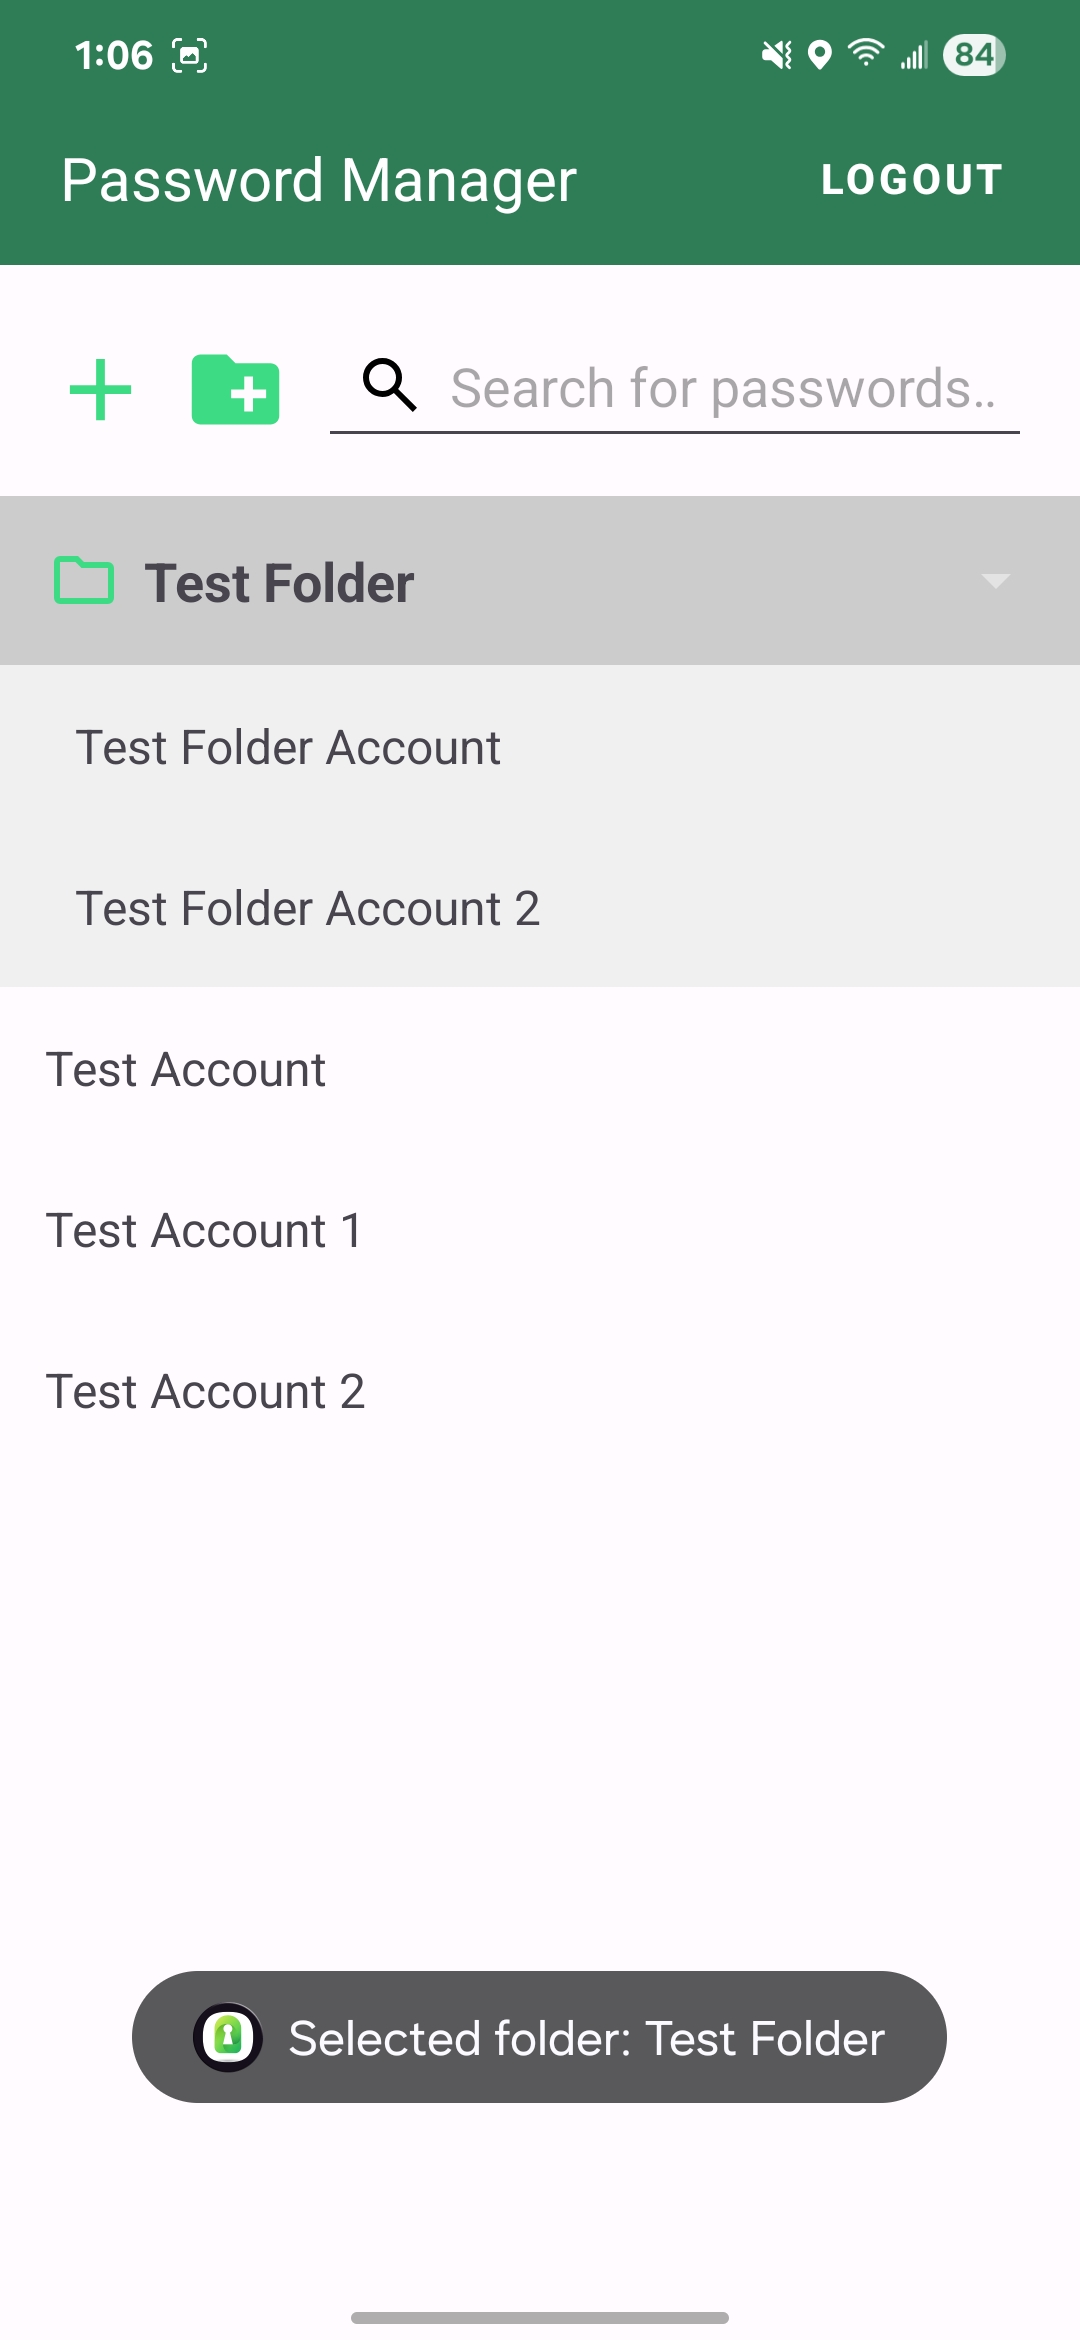 1:06
84
Password Manager
LOGOUT
Search for passwords..
Test Folder
Test Folder Account
Test Folder Account 2
Test Account
Test Account 1
Test Account 2
Selected folder: Test Folder